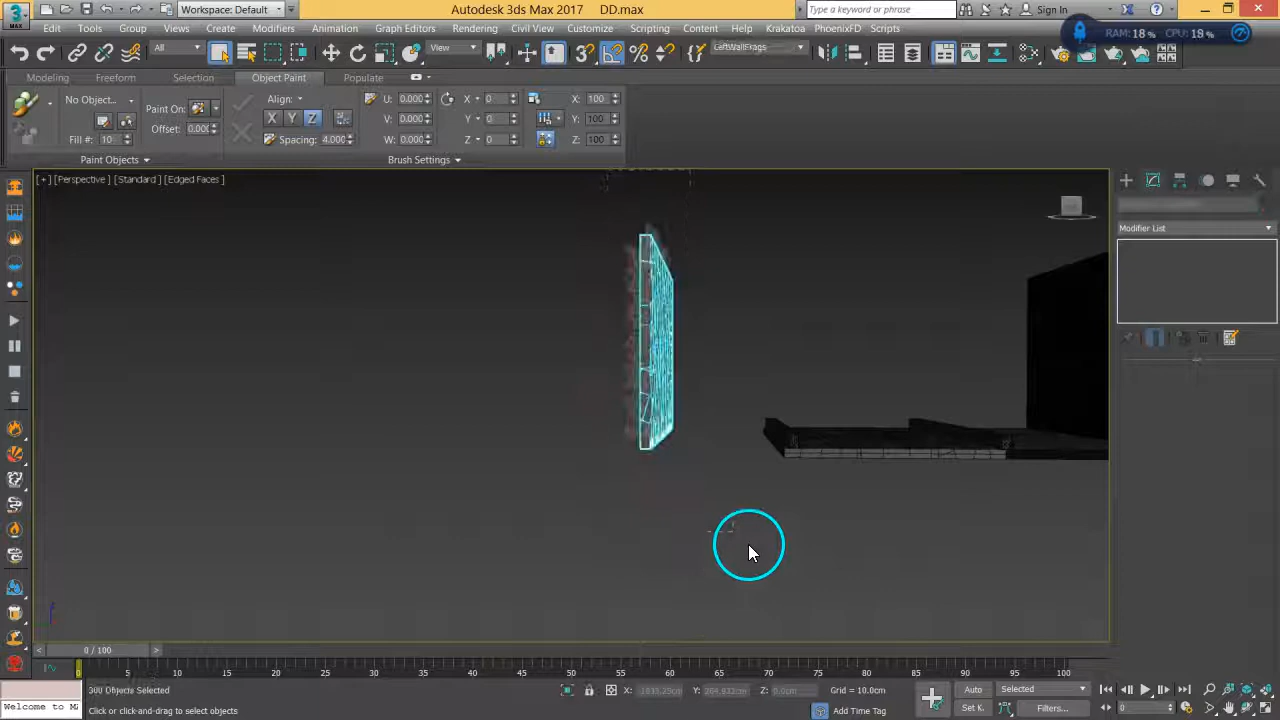 Workspace: Default
Autodesk 3ds Max 2017
DD.max
Type a keyword or phrase
Sign In
MAX
Edit Tools Group Views Create Modifiers Animation Graph Editors Rendering Civil View Customize Scripting Content Help Krakatoa PhoenixFD Scripts
RAM: 18 % CPU: 18 %
All
View
LeftWallFrags
Modeling Freeform Selection Object Paint Populate
No Object...
Paint On:
Align:
U: 0.000
X
0
X: 100
Offset: 0.000
X Y Z
V: 0.000
Y
0
Y: 100
Fill #: 10
Spacing: 4.000
W: 0.000
Z
0
Z: 100
Paint Objects
Brush Settings
[+] [Perspective ] [Standard ] [Edged Faces ]
Modifier List
0 / 100
0 5 10 15 20 25 30 35 40 45 50 55 60 65 70 75 80 85 90 95 100
300 Objects Selected
X:
Y:
Z: 0.0cm
Grid = 10.0cm
Auto
Selected
Welcome to MA
Click or click-and-drag to select objects
Add Time Tag
Set K.
Filters...
0